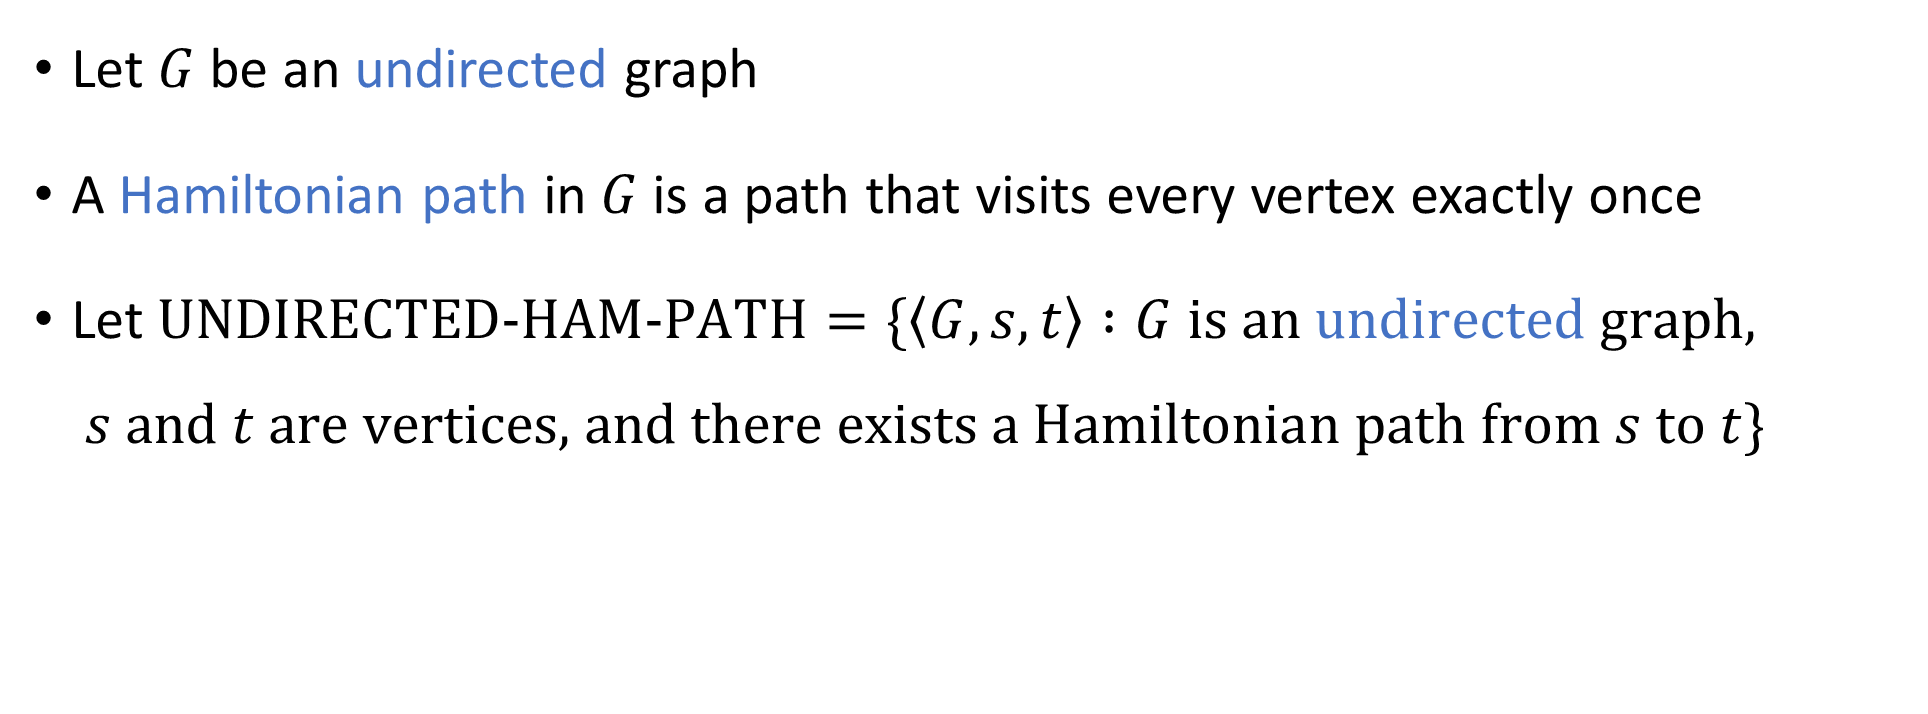 • Let 𝐺 be an undirected graph
• A Hamiltonian path in 𝐺 is a path that visits every vertex exactly once
• Let UNDIRECTED-HAM-PATH = {⟨𝐺, 𝑠, 𝑡⟩ : 𝐺 is an undirected graph,
𝑠 and 𝑡 are vertices, and there exists a Hamiltonian path from 𝑠 to 𝑡}